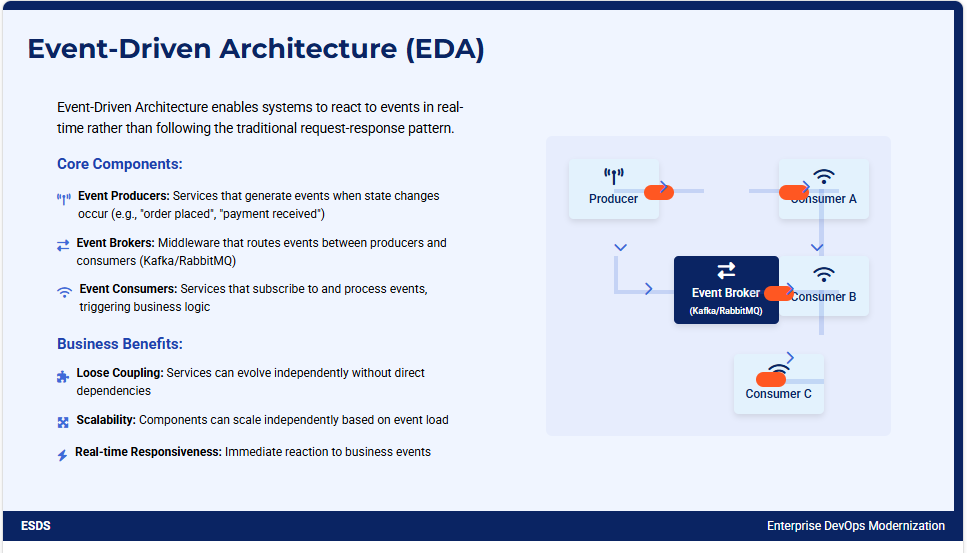 Event-Driven Architecture (EDA)
Event-Driven Architecture enables systems to react to events in real-
time rather than following the traditional request-response pattern.
Core Components:
Event Producers: Services that generate events when state changes
occur (e.g., "order placed", "payment received")
Event Brokers: Middleware that routes events between producers and
consumers (Kafka/RabbitMQ)
Event Consumers: Services that subscribe to and process events,
triggering business logic
Business Benefits:
Loose Coupling: Services can evolve independently without direct
dependencies
Scalability: Components can scale independently based on event load
Real-time Responsiveness: Immediate reaction to business events
Producer
Consumer A
Event Broker
(Kafka/RabbitMQ)
Consumer B
Consumer C
ESDS
Enterprise DevOps Modernization